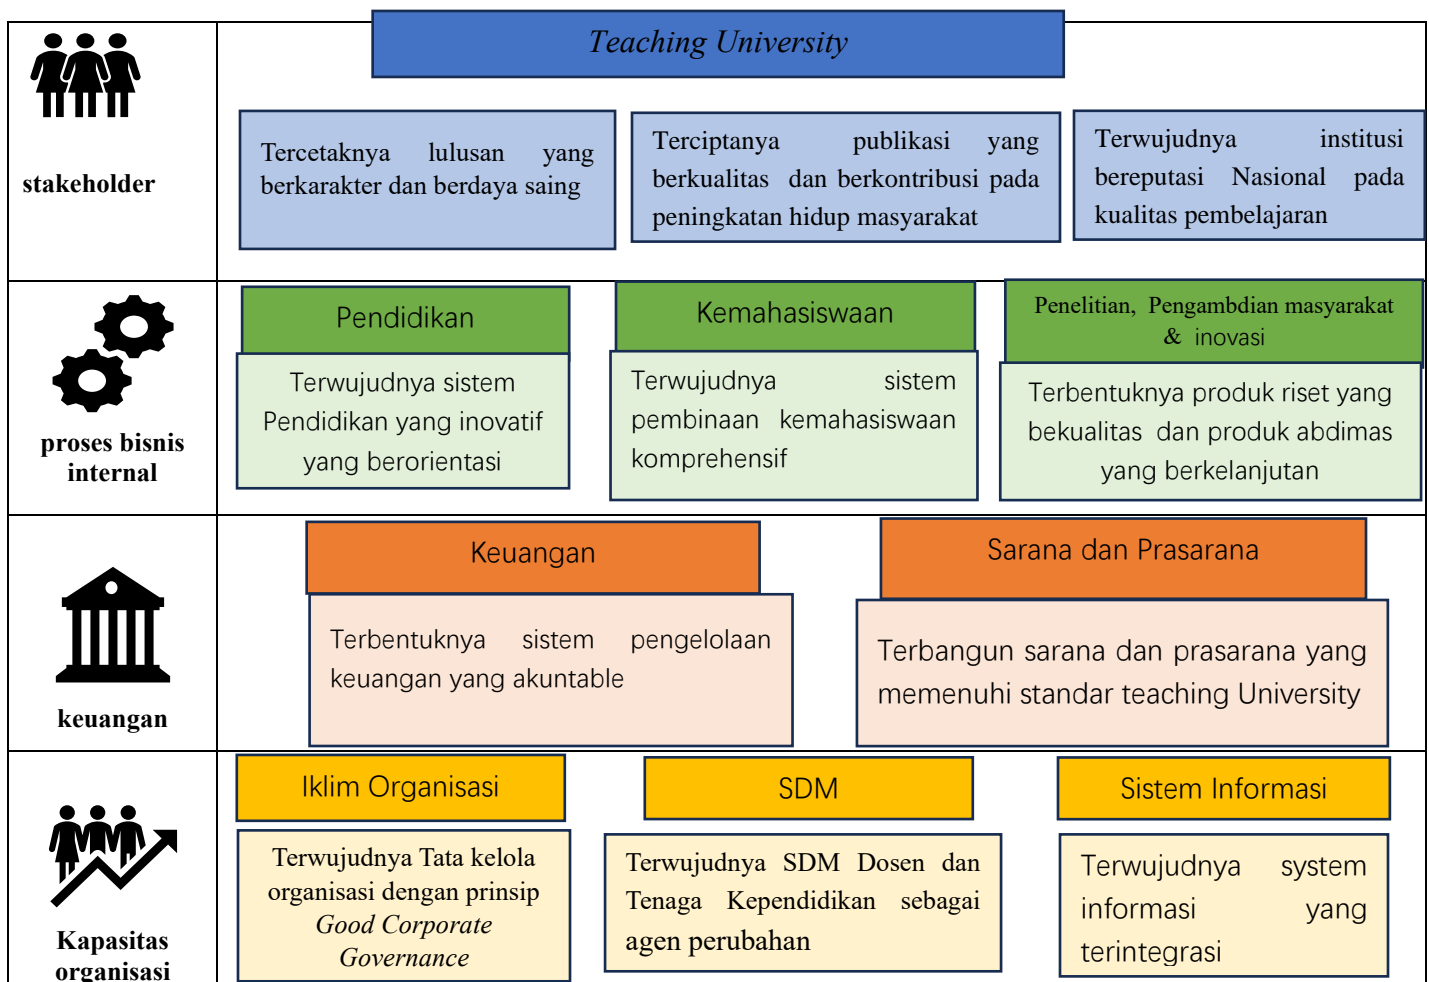 Teaching University
stakeholder
Tercetaknya lulusan yang
berkarakter dan berdaya saing
Terciptanya publikasi yang
berkualitas dan berkontribusi pada
peningkatan hidup masyarakat
Terwujudnya institusi
bereputasi Nasional pada
kualitas pembelajaran
proses bisnis
internal
Pendidikan
Terwujudnya sistem
Pendidikan yang inovatif
yang berorientasi
Kemahasiswaan
Terwujudnya sistem
pembinaan kemahasiswaan
komprehensif
Penelitian, Pengambdian masyarakat
& inovasi
Terbentuknya produk riset yang
bekualitas dan produk abdimas
yang berkelanjutan
keuangan
Keuangan
Terbentuknya sistem pengelolaan
keuangan yang akuntable
Sarana dan Prasarana
Terbangun sarana dan prasarana yang
memenuhi standar teaching University
Kapasitas
organisasi
Iklim Organisasi
Terwujudnya Tata kelola
organisasi dengan prinsip
Good Corporate
Governance
SDM
Terwujudnya SDM Dosen dan
Tenaga Kependidikan sebagai
agen perubahan
Sistem Informasi
Terwujudnya system
informasi yang
terintegrasi